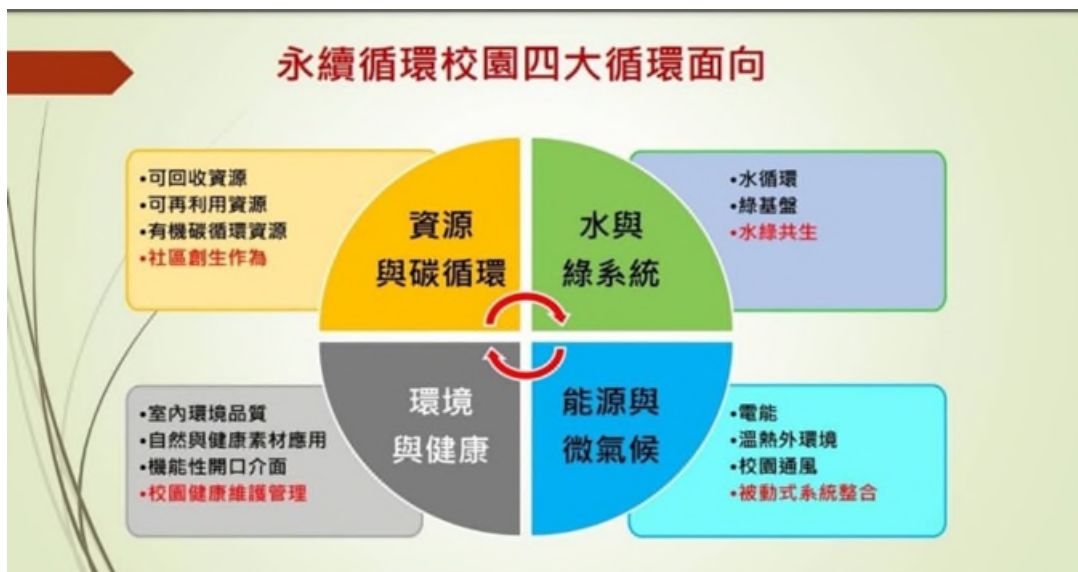 永續循環校園四大循環面向
•可回收資源
•可再利用資源
•有機碳循環資源
•社區創生作為
資源
與碳循環
水與
綠系統
•水循環
•綠基盤
•水綠共生
•室內環境品質
•自然與健康素材應用
•機能性開口介面
•校園健康維護管理
環境
與健康
能源與
微氣候
•電能
•溫熱外環境
•校園通風
•被動式系統整合